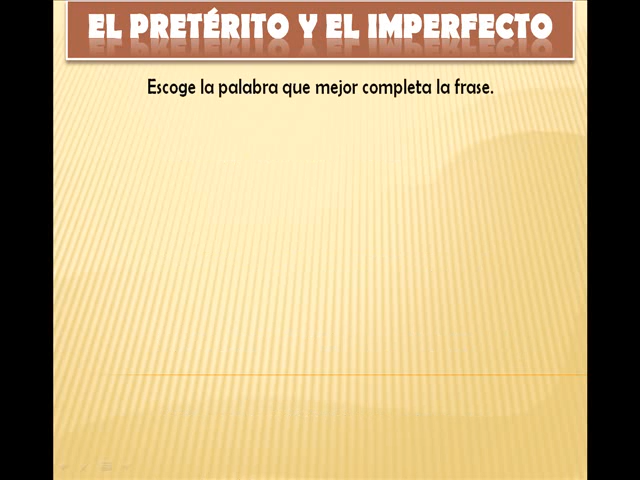 EL PRETÉRITO Y EL IMPERFECTO
Escoge la palabra que mejor completa la frase.